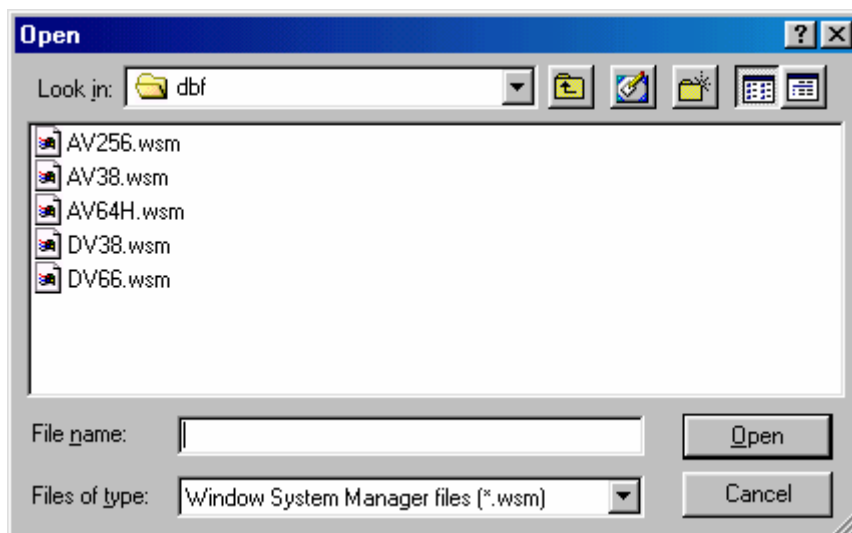 Open
Look in: dbf
AV256.wsm
AV38.wsm
AV64H.wsm
DV38.wsm
DV66.wsm
File name: Open
Files of type: Window System Manager files (*.wsm) Cancel